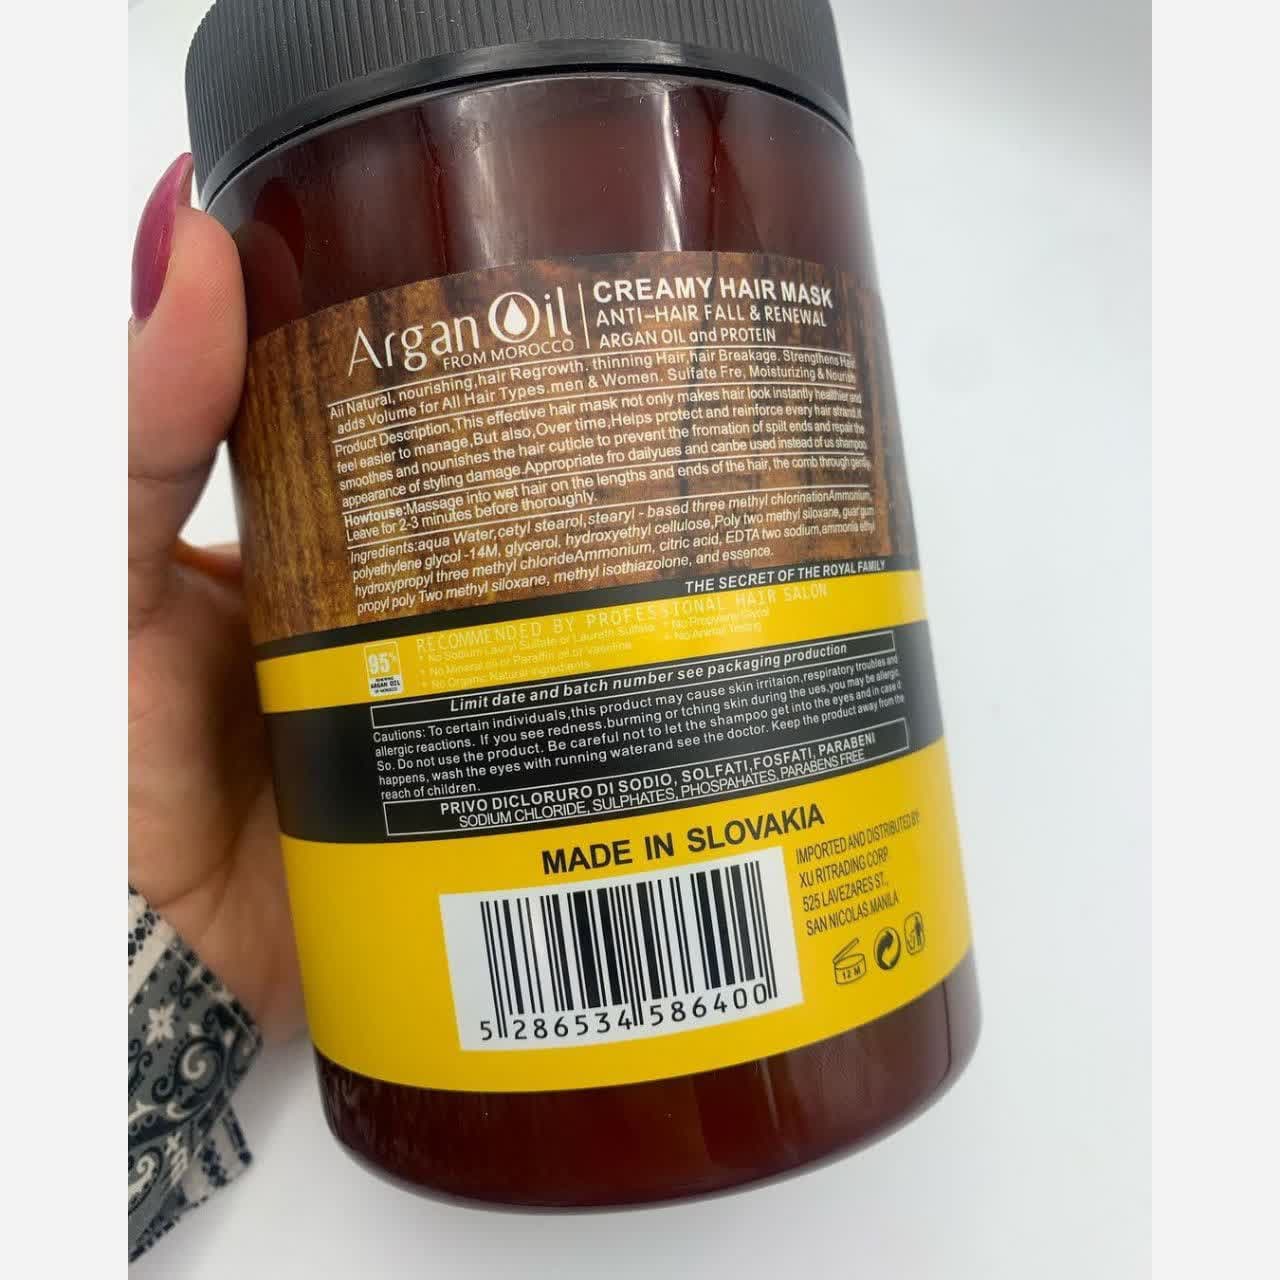 Argan Oil
FROM MOROCCO
CREAMY HAIR MASK
ANTI-HAIR FALL & RENEWAL
ARGAN OIL and PROTEIN
Aii Natural, nourishing,hair Regrowth. thinning Hair,hair Breakage. Strengthens Hair
adds Volume for All Hair Types.men & Women. Sulfate Fre, Moisturizing & Nourish
Product Description,This effective hair mask not only makes hair look instantly healthier and
feel easier to manage,But also,Over time,Helps protect and reinforce every hair strand,it
smoothes and nourishes the hair cuticle to prevent the fromation of spilt ends and repair the
appearance of styling damage.Appropriate fro dailyues and canbe used instead of us shampoo.
Howtouse:Massage into wet hair on the lengths and ends of the hair, the comb through gently
Leave for 2-3 minutes before thoroughly.
Ingredients:aqua Water,cetyl stearol,stearyl - based three methyl chlorinationAmmonium,
polyethylene glycol -14M, glycerol, hydroxyethyl cellulose,Poly two methyl siloxane, guar gum
hydroxypropyl three methyl chlorideAmmonium, citric acid, EDTA two sodium,ammonia ethyl
propyl poly Two methyl siloxane, methyl isothiazolone, and essence.
THE SECRET OF THE ROYAL FAMILY
RECOMMENDED BY PROFESSIONAL HAIR SALON
* No Sodium Lauryl Sulfate or Laureth Sulfate * No Propylene Glycol
* No Mineral oil or Paraffin oil or Vaseline * No Animal Testing
* No Organic Natural Ingredients
95%
ARGAN OIL
Limit date and batch number see packaging production
Cautions: To certain individuals,this product may cause skin irritaion,respiratory troubles and
allergic reactions. If you see redness.burming or tching skin during the ues,you may be allergic,
So. Do not use the product. Be careful not to let the shampoo get into the eyes and in case it
happens, wash the eyes with running waterand see the doctor. Keep the product away from the
reach of children.
PRIVO DICLORURO DI SODIO, SOLFATI,FOSFATI, PARABENI
SODIUM CHLORIDE, SULPHATES, PHOSPAHATES, PARABENS FREE
MADE IN SLOVAKIA
IMPORTED AND DISTRIBUTED BY:
XU RITRADING CORP
525 LAVEZARES ST.,
SAN NICOLAS.MANILA
12 M
5 286534 586400